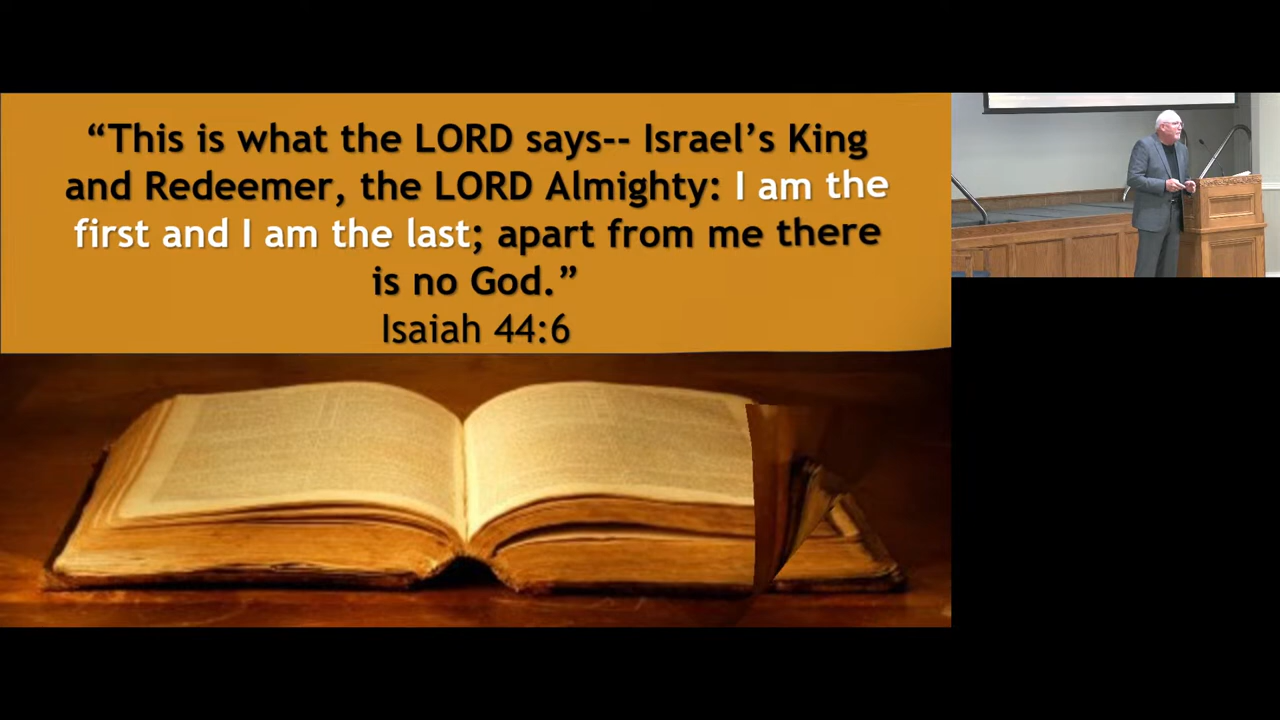 “This is what the LORD says-- Israel’s King
and Redeemer, the LORD Almighty: I am the
first and I am the last; apart from me there
is no God.”
Isaiah 44:6